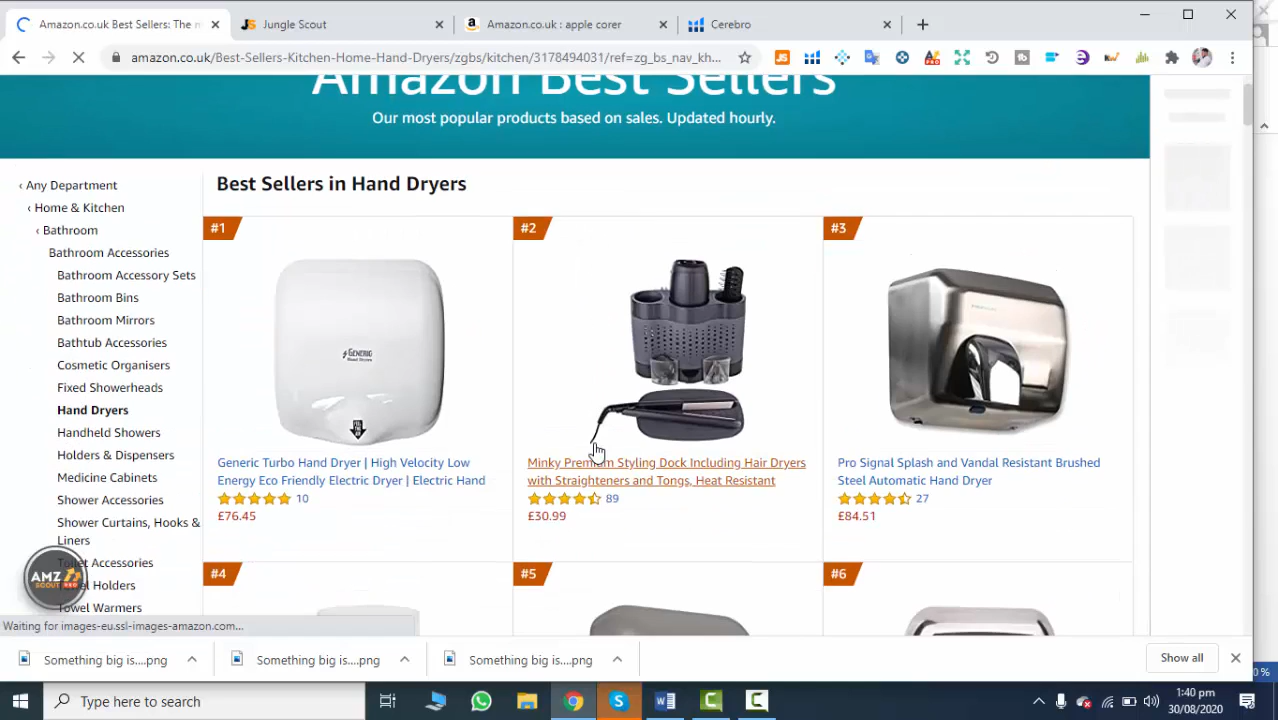 Amazon.co.uk Best Sellers: The m
Jungle Scout
Amazon.co.uk : apple corer
Cerebro
amazon.co.uk/Best-Sellers-Kitchen-Home-Hand-Dryers/zgbs/kitchen/3178494031/ref=zg_bs_nav_kh...
Amazon Best Sellers
Our most popular products based on sales. Updated hourly.
‹ Any Department
‹ Home & Kitchen
‹ Bathroom
Bathroom Accessories
Bathroom Accessory Sets
Bathroom Bins
Bathroom Mirrors
Bathtub Accessories
Cosmetic Organisers
Fixed Showerheads
Hand Dryers
Handheld Showers
Holders & Dispensers
Medicine Cabinets
Shower Accessories
Shower Curtains, Hooks &
Liners
Toilet Accessories
Towel Holders
Towel Warmers
Best Sellers in Hand Dryers
#1
GENERIC
Generic Turbo Hand Dryer | High Velocity Low
Energy Eco Friendly Electric Dryer | Electric Hand
10
£76.45
#2
Minky Premium Styling Dock Including Hair Dryers
with Straighteners and Tongs, Heat Resistant
89
£30.99
#3
Pro Signal Splash and Vandal Resistant Brushed
Steel Automatic Hand Dryer
27
£84.51
#4
#5
#6
AMZ
SCOUT PRO
Waiting for images-eu.ssl-images-amazon.com...
Something big is....png
Something big is....png
Something big is....png
Show all
0 %
Type here to search
1:40 pm
30/08/2020